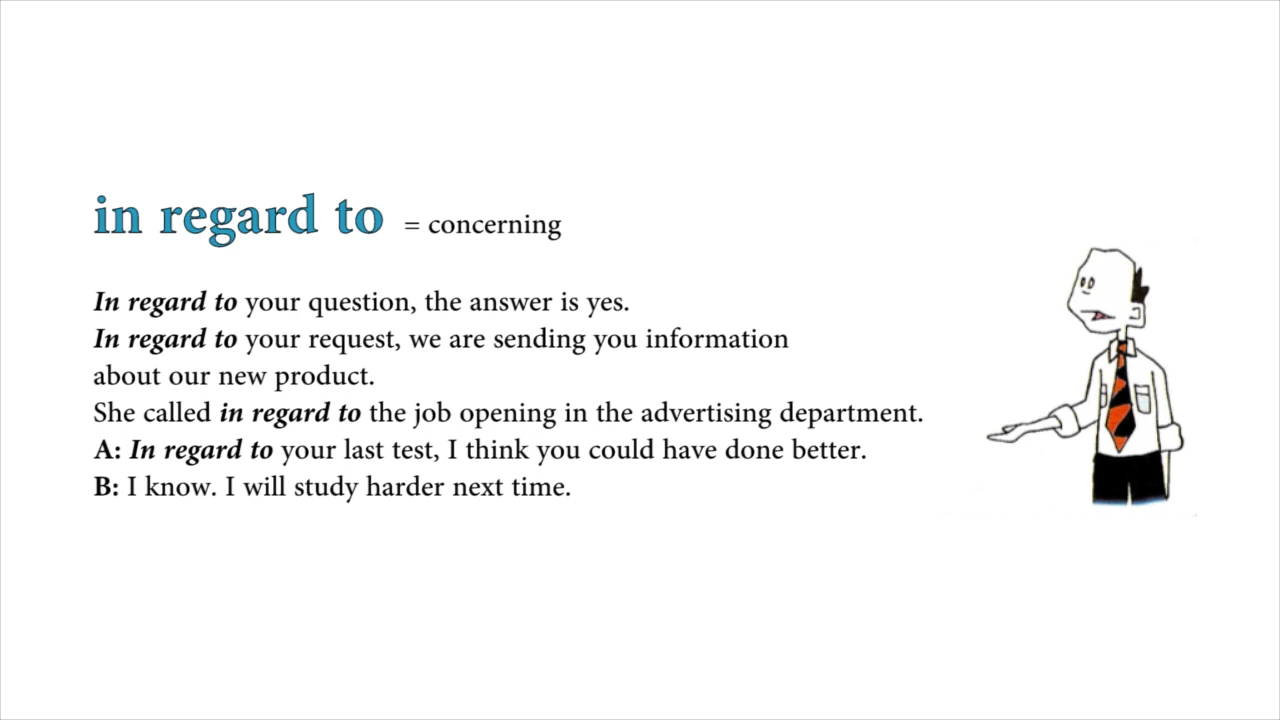 in regard to = concerning
In regard to your question, the answer is yes.
In regard to your request, we are sending you information
about our new product.
She called in regard to the job opening in the advertising department.
A: In regard to your last test, I think you could have done better.
B: I know. I will study harder next time.